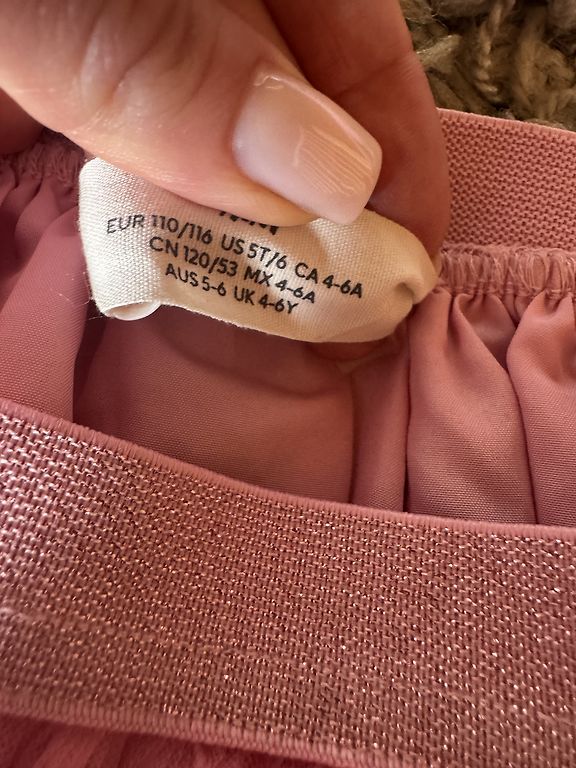 EUR 110/116 US 5T/6 CA 4-6A
CN 120/53 MX 4-6A
AUS 5-6 UK 4-6Y